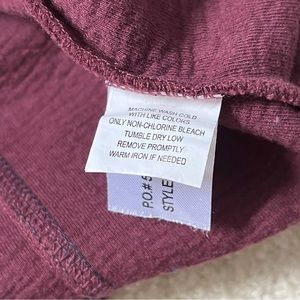 MACHINE WASH COLD
WITH LIKE COLORS
ONLY NON-CHLORINE BLEACH
TUMBLE DRY LOW
REMOVE PROMPTLY
WARM IRON IF NEEDED
P.O.#
STYLE